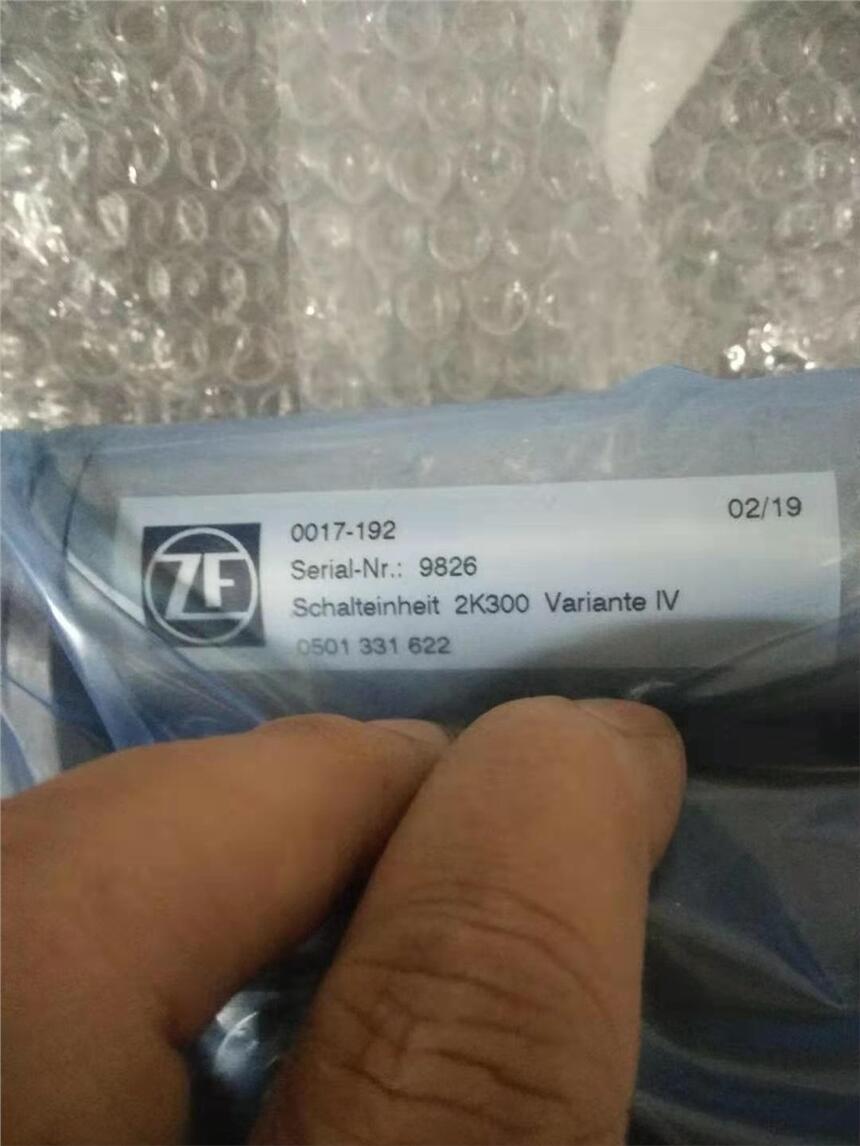 02/19
ZF
0017-192
Serial-Nr.: 9826
Schalteinheit 2K300 Variante IV
0501 331 622